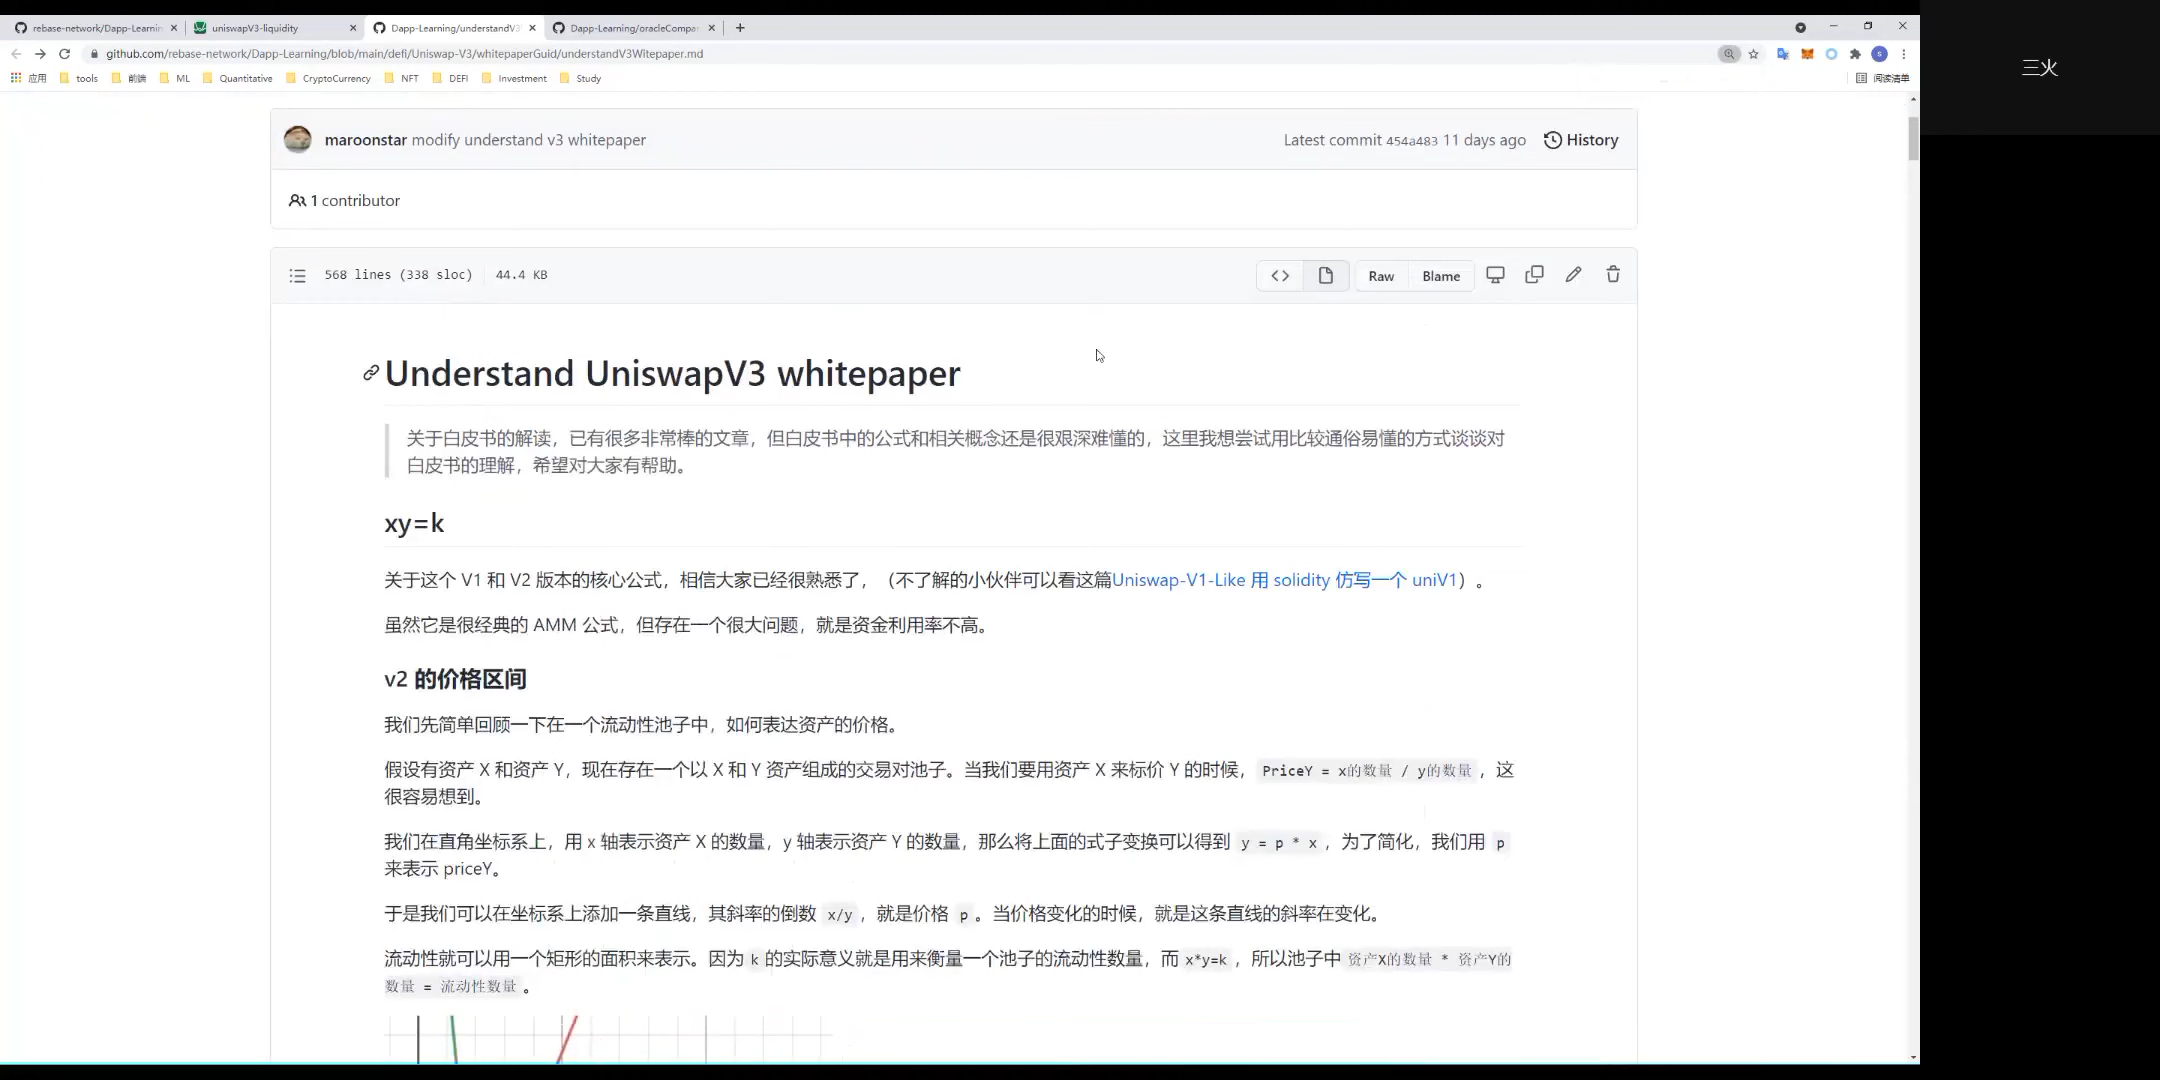 rebase-network/Dapp-Learnin
uniswapV3-liquidity
Dapp-Learning/understandV3
Dapp-Learning/oracleCompa
github.com/rebase-network/Dapp-Learning/blob/main/defi/Uniswap-V3/whitepaperGuid/understandV3Witepaper.md
应用 tools 前端 ML Quantitative CryptoCurrency NFT DEFI Investment Study 阅读清单
三火
maroonstar modify understand v3 whitepaper Latest commit 454a483 11 days ago History
1 contributor
568 lines (338 sloc) 44.4 KB Raw Blame
Understand UniswapV3 whitepaper
关于白皮书的解读，已有很多非常棒的文章，但白皮书中的公式和相关概念还是很艰深难懂的，这里我想尝试用比较通俗易懂的方式谈谈对
白皮书的理解，希望对大家有帮助。
xy=k
关于这个 V1 和 V2 版本的核心公式，相信大家已经很熟悉了，（不了解的小伙伴可以看这篇Uniswap-V1-Like 用 solidity 仿写一个 uniV1）。
虽然它是很经典的 AMM 公式，但存在一个很大问题，就是资金利用率不高。
v2 的价格区间
我们先简单回顾一下在一个流动性池子中，如何表达资产的价格。
假设有资产 X 和资产 Y，现在存在一个以 X 和 Y 资产组成的交易对池子。当我们要用资产 X 来标价 Y 的时候， PriceY = x的数量 / y的数量 ，这
很容易想到。
我们在直角坐标系上，用 x 轴表示资产 X 的数量，y 轴表示资产 Y 的数量，那么将上面的式子变换可以得到 y = p * x ，为了简化，我们用 p
来表示 priceY。
于是我们可以在坐标系上添加一条直线，其斜率的倒数 x/y ，就是价格 p 。当价格变化的时候，就是这条直线的斜率在变化。
流动性就可以用一个矩形的面积来表示。因为 k 的实际意义就是用来衡量一个池子的流动性数量，而 x*y=k ，所以池子中 资产X的数量 * 资产Y的
数量 = 流动性数量 。